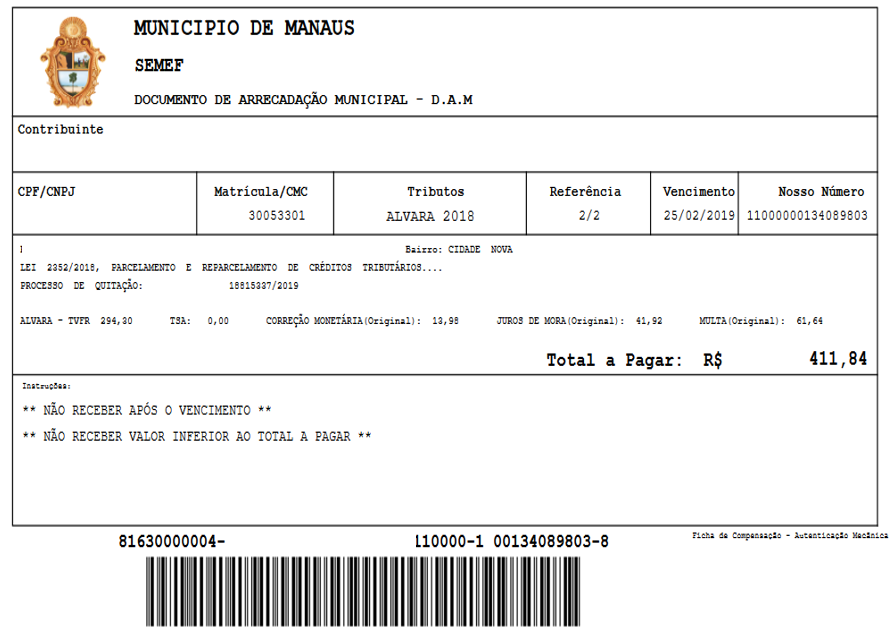 MUNICIPIO DE MANAUS
SEMEF
DOCUMENTO DE ARRECADAÇÃO MUNICIPAL - D.A.M
Contribuinte
CPF/CNPJ Matrícula/CMC Tributos Referência Vencimento Nosso Número
30053301 ALVARA 2018 2/2 25/02/2019 11000000134089803
Bairro: CIDADE NOVA
LEI 2352/2018, PARCELAMENTO E REPARCELAMENTO DE CRÉDITOS TRIBUTÁRIOS....
PROCESSO DE QUITAÇÃO: 18815337/2019
ALVARA - TVFR 294,30 TSA: 0,00 CORREÇÃO MONETÁRIA(Original): 13,98 JUROS DE MORA(Original): 41,92 MULTA(Original): 61,64
Total a Pagar: R$ 411,84
Instruções:
** NÃO RECEBER APÓS O VENCIMENTO **
** NÃO RECEBER VALOR INFERIOR AO TOTAL A PAGAR **
81630000004- 110000-1 00134089803-8 Ficha de Compensação - Autenticação Mecânica